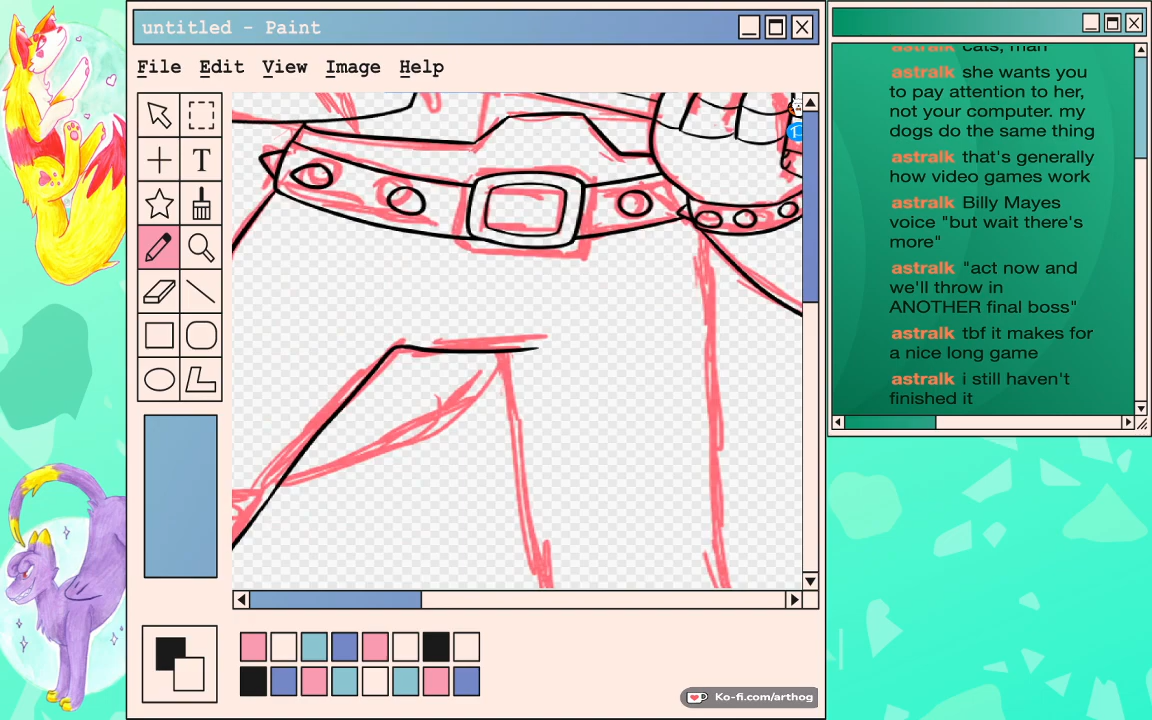 untitled - Paint
File Edit View Image Help
T
astralk cats, man
astralk she wants you
to pay attention to her,
not your computer. my
dogs do the same thing
astralk that's generally
how video games work
astralk Billy Mayes
voice "but wait there's
more"
astralk "act now and
we'll throw in
ANOTHER final boss"
astralk tbf it makes for
a nice long game
astralk i still haven't
finished it
Ko-fi.com/arthog